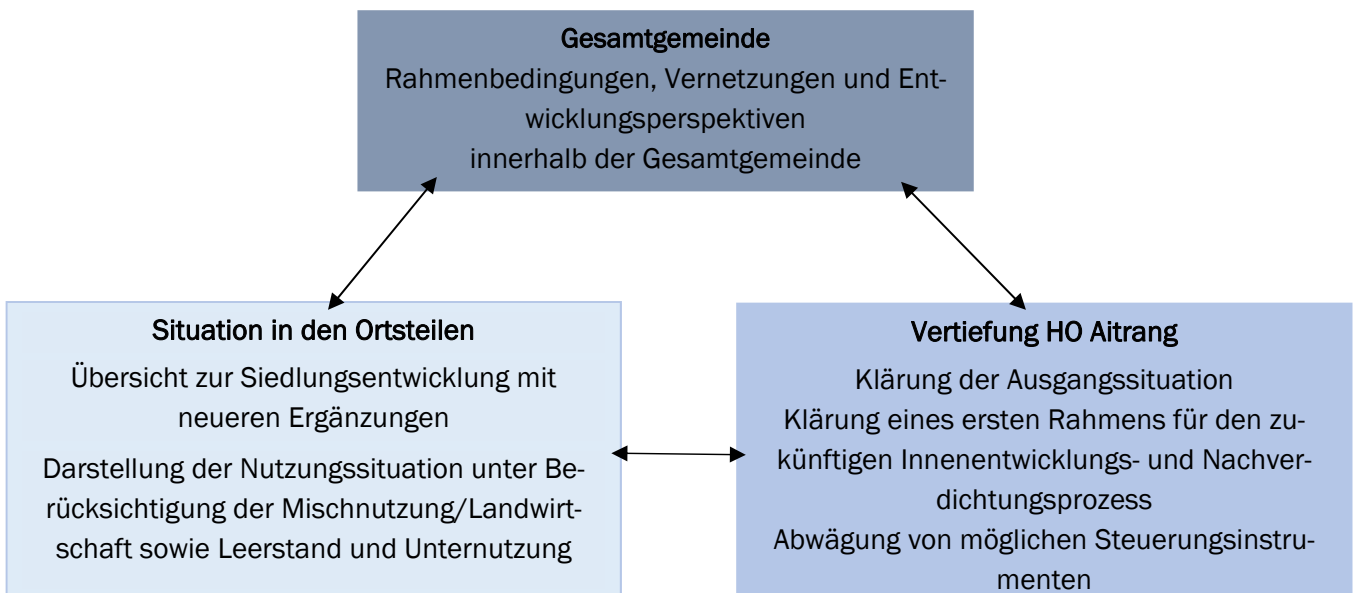 Gesamtgemeinde
Rahmenbedingungen, Vernetzungen und Ent-
wicklungsperspektiven
innerhalb der Gesamtgemeinde
Situation in den Ortsteilen
Übersicht zur Siedlungsentwicklung mit
neueren Ergänzungen
Darstellung der Nutzungssituation unter Be-
rücksichtigung der Mischnutzung/Landwirt-
schaft sowie Leerstand und Unternutzung
Vertiefung HO Aitrang
Klärung der Ausgangssituation
Klärung eines ersten Rahmens für den zu-
künftigen Innenentwicklungs- und Nachver-
dichtungsprozess
Abwägung von möglichen Steuerungsinstru-
menten